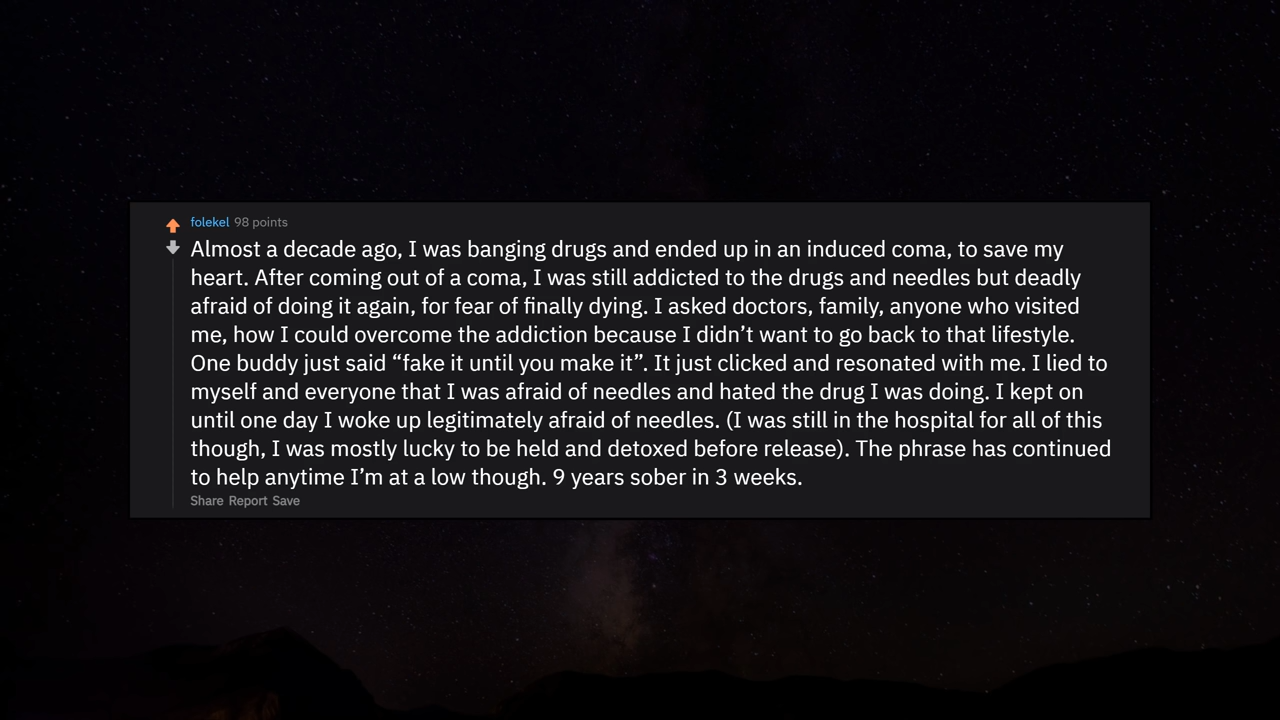 folekel 98 points
Almost a decade ago, I was banging drugs and ended up in an induced coma, to save my
heart. After coming out of a coma, I was still addicted to the drugs and needles but deadly
afraid of doing it again, for fear of finally dying. I asked doctors, family, anyone who visited
me, how I could overcome the addiction because I didn’t want to go back to that lifestyle.
One buddy just said “fake it until you make it”. It just clicked and resonated with me. I lied to
myself and everyone that I was afraid of needles and hated the drug I was doing. I kept on
until one day I woke up legitimately afraid of needles. (I was still in the hospital for all of this
though, I was mostly lucky to be held and detoxed before release). The phrase has continued
to help anytime I’m at a low though. 9 years sober in 3 weeks.
Share Report Save